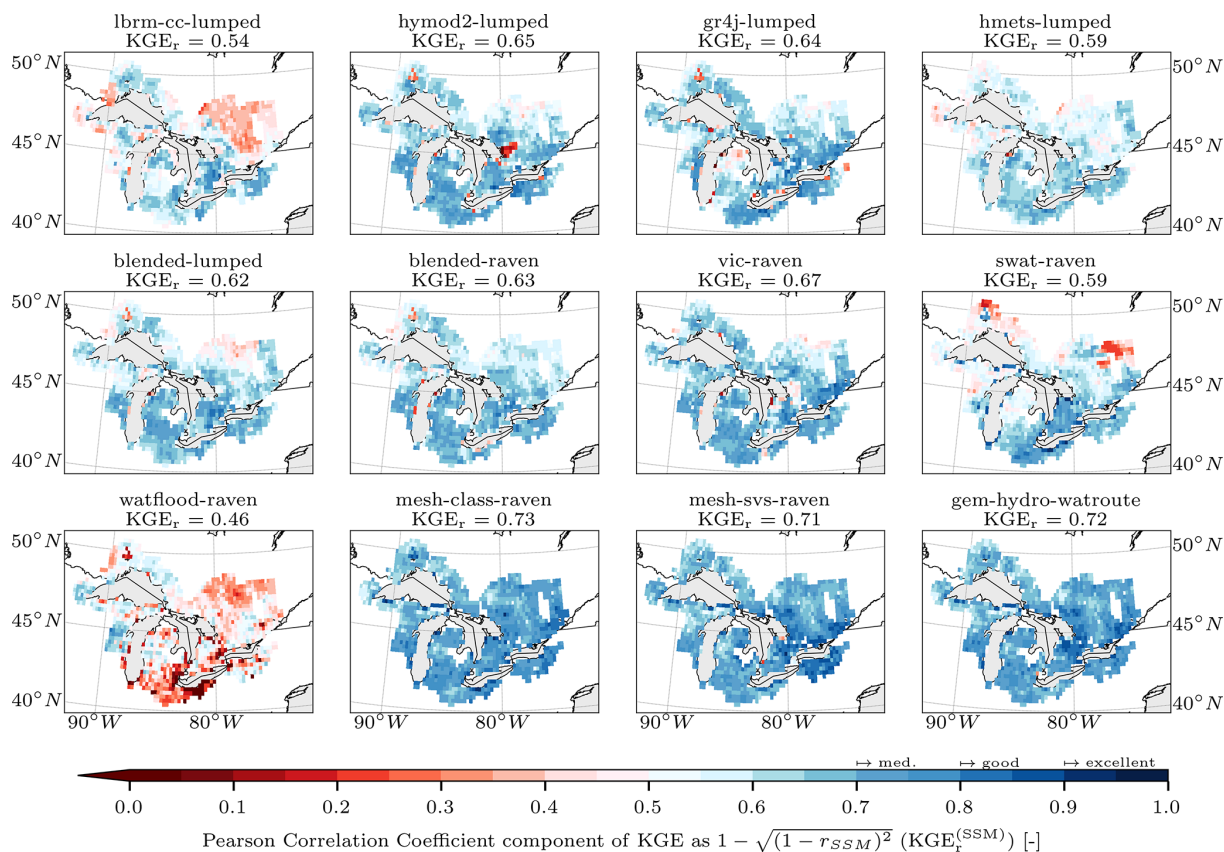 lbrm-cc-lumped hymod2-lumped gr4j-lumped hmets-lumped
KGEr = 0.54 KGEr = 0.65 KGEr = 0.64 KGEr = 0.59
50°N 50°N
45°N 45°N
40°N 40°N
blended-lumped blended-raven vic-raven swat-raven
KGEr = 0.62 KGEr = 0.63 KGEr = 0.67 KGEr = 0.59
50°N 50°N
45°N 45°N
40°N 40°N
watflood-raven mesh-class-raven mesh-svs-raven gem-hydro-watroute
KGEr = 0.46 KGEr = 0.73 KGEr = 0.71 KGEr = 0.72
50°N 50°N
45°N 45°N
40°N 40°N
90°W 80°W 90°W 80°W 90°W 80°W 90°W 80°W
↦ med. ↦ good ↦ excellent
0.0 0.1 0.2 0.3 0.4 0.5 0.6 0.7 0.8 0.9 1.0
Pearson Correlation Coefficient component of KGE as 1 − √(1 − r_SSM)² (KGE_r^(SSM)) [-]